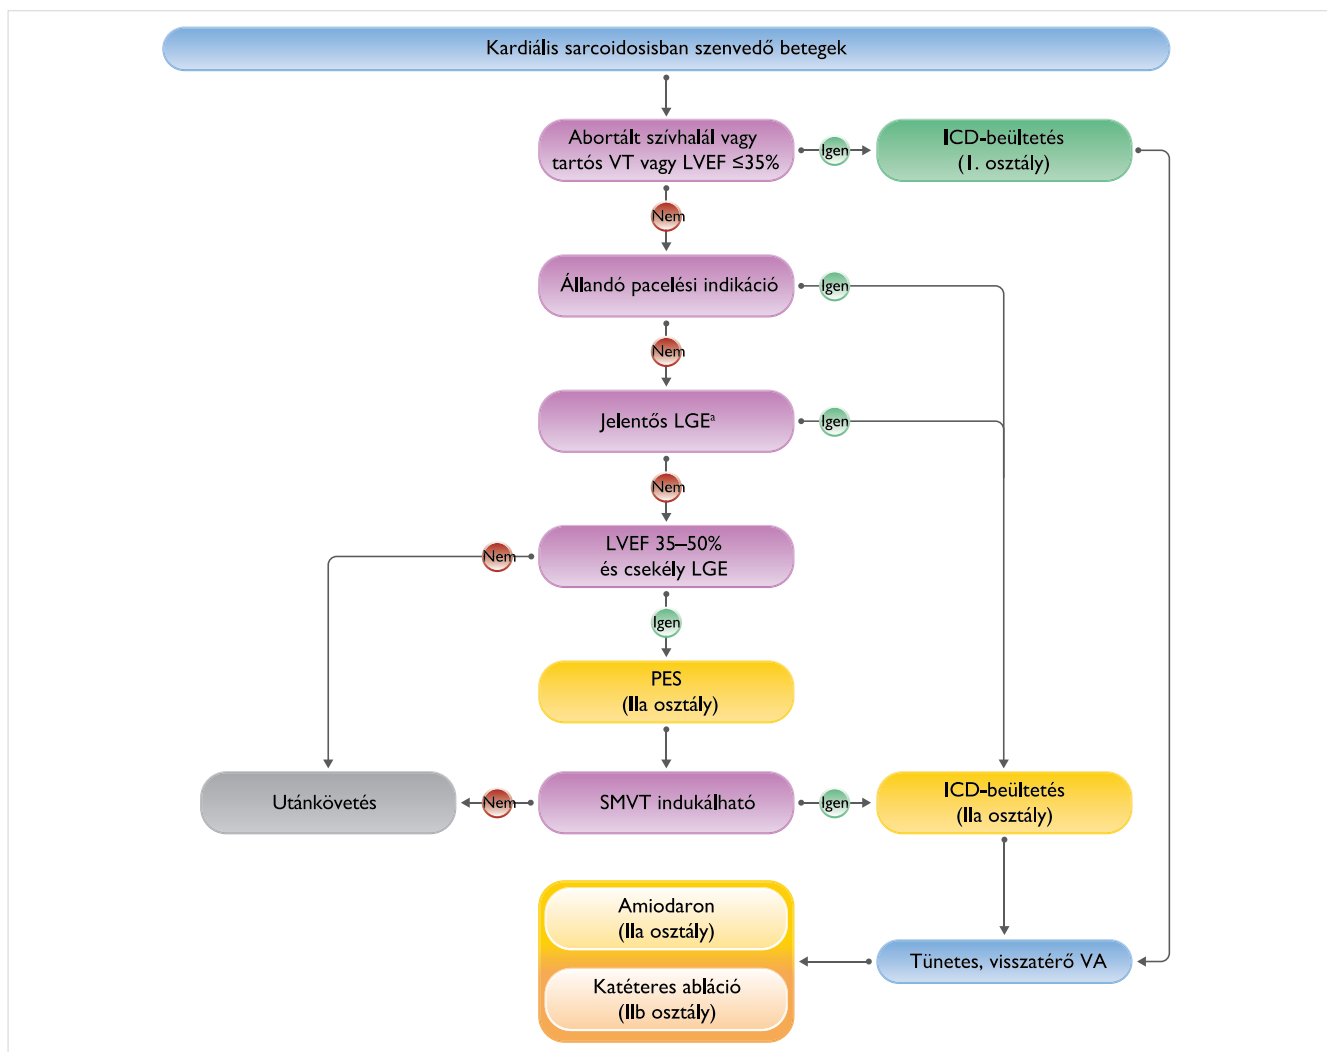 Kardiális sarcoidosisban szenvedő betegek
Abortált szívhalál vagy
tartós VT vagy LVEF ≤35%
Igen
ICD-beültetés
(1. osztály)
Nem
Állandó pacelési indikáció
Igen
Nem
Jelentős LGEᵃ
Igen
Nem
LVEF 35–50%
és csekély LGE
Nem
Igen
PES
(IIa osztály)
Utánkövetés
Nem
SMVT indukálható
Igen
ICD-beültetés
(IIa osztály)
Amiodaron
(IIa osztály)
Katéteres abláció
(IIb osztály)
Tünetes, visszatérő VA